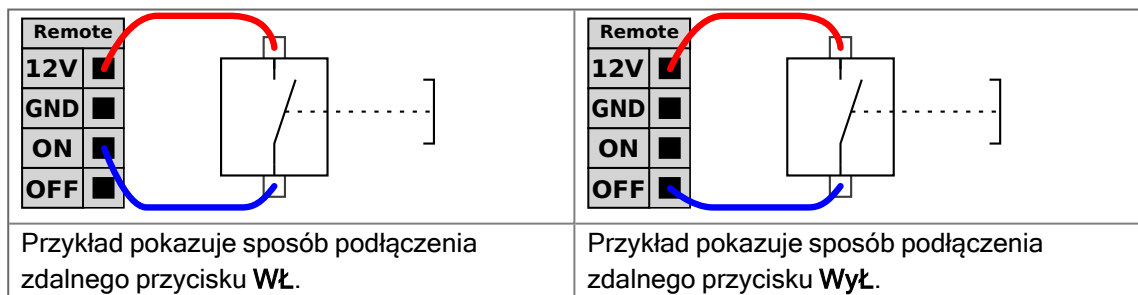 Remote
12V
GND
ON
OFF
Remote
12V
GND
ON
OFF
Przykład pokazuje sposób podłączenia
zdalnego przycisku WŁ.
Przykład pokazuje sposób podłączenia
zdalnego przycisku WyŁ.